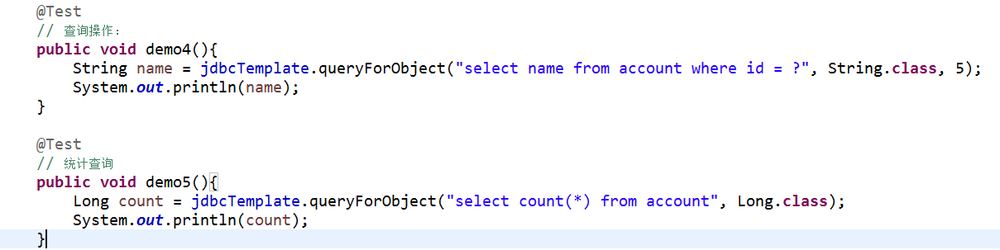 @Test
// 查询操作：
public void demo4(){
String name = jdbcTemplate.queryForObject("select name from account where id = ?", String.class, 5);
System.out.println(name);
}
@Test
// 统计查询
public void demo5(){
Long count = jdbcTemplate.queryForObject("select count(*) from account", Long.class);
System.out.println(count);
}